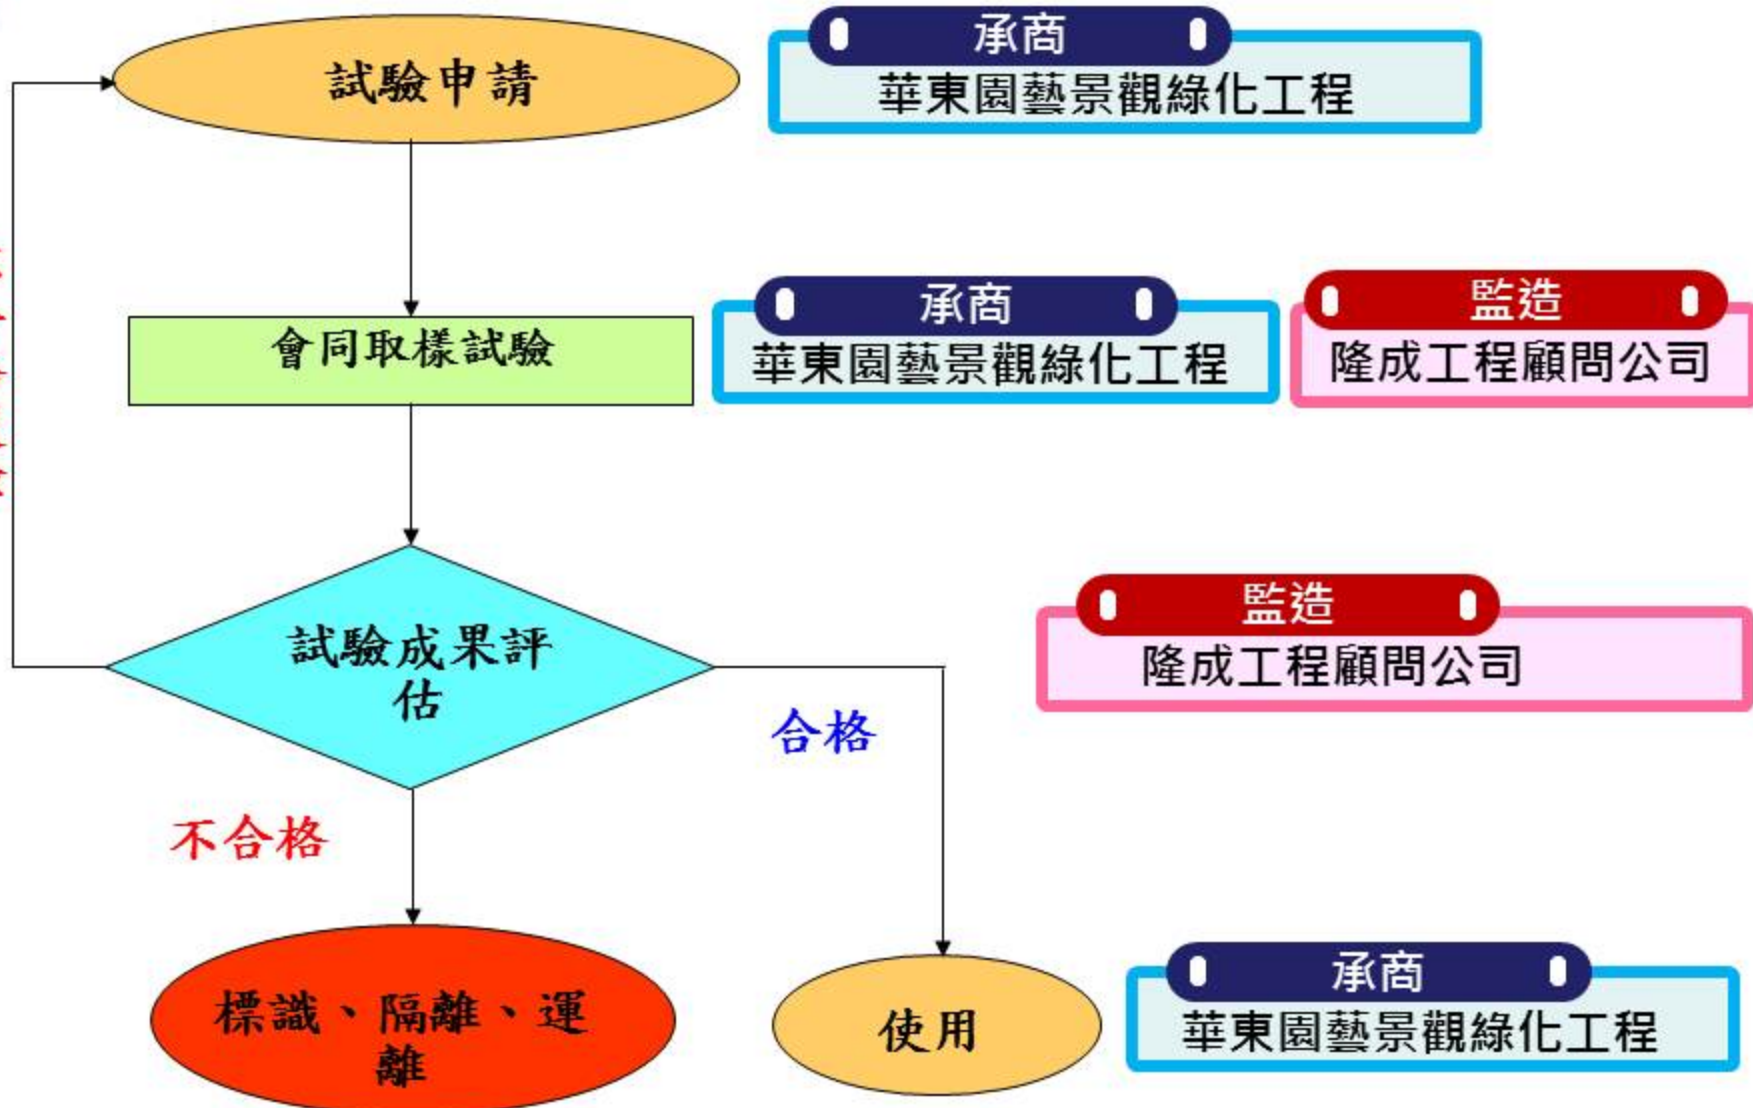 試驗申請
承商
華東園藝景觀綠化工程
會同取樣試驗
承商
華東園藝景觀綠化工程
監造
隆成工程顧問公司
試驗成果評
估
監造
隆成工程顧問公司
合格
不合格
標識、隔離、運
離
使用
承商
華東園藝景觀綠化工程